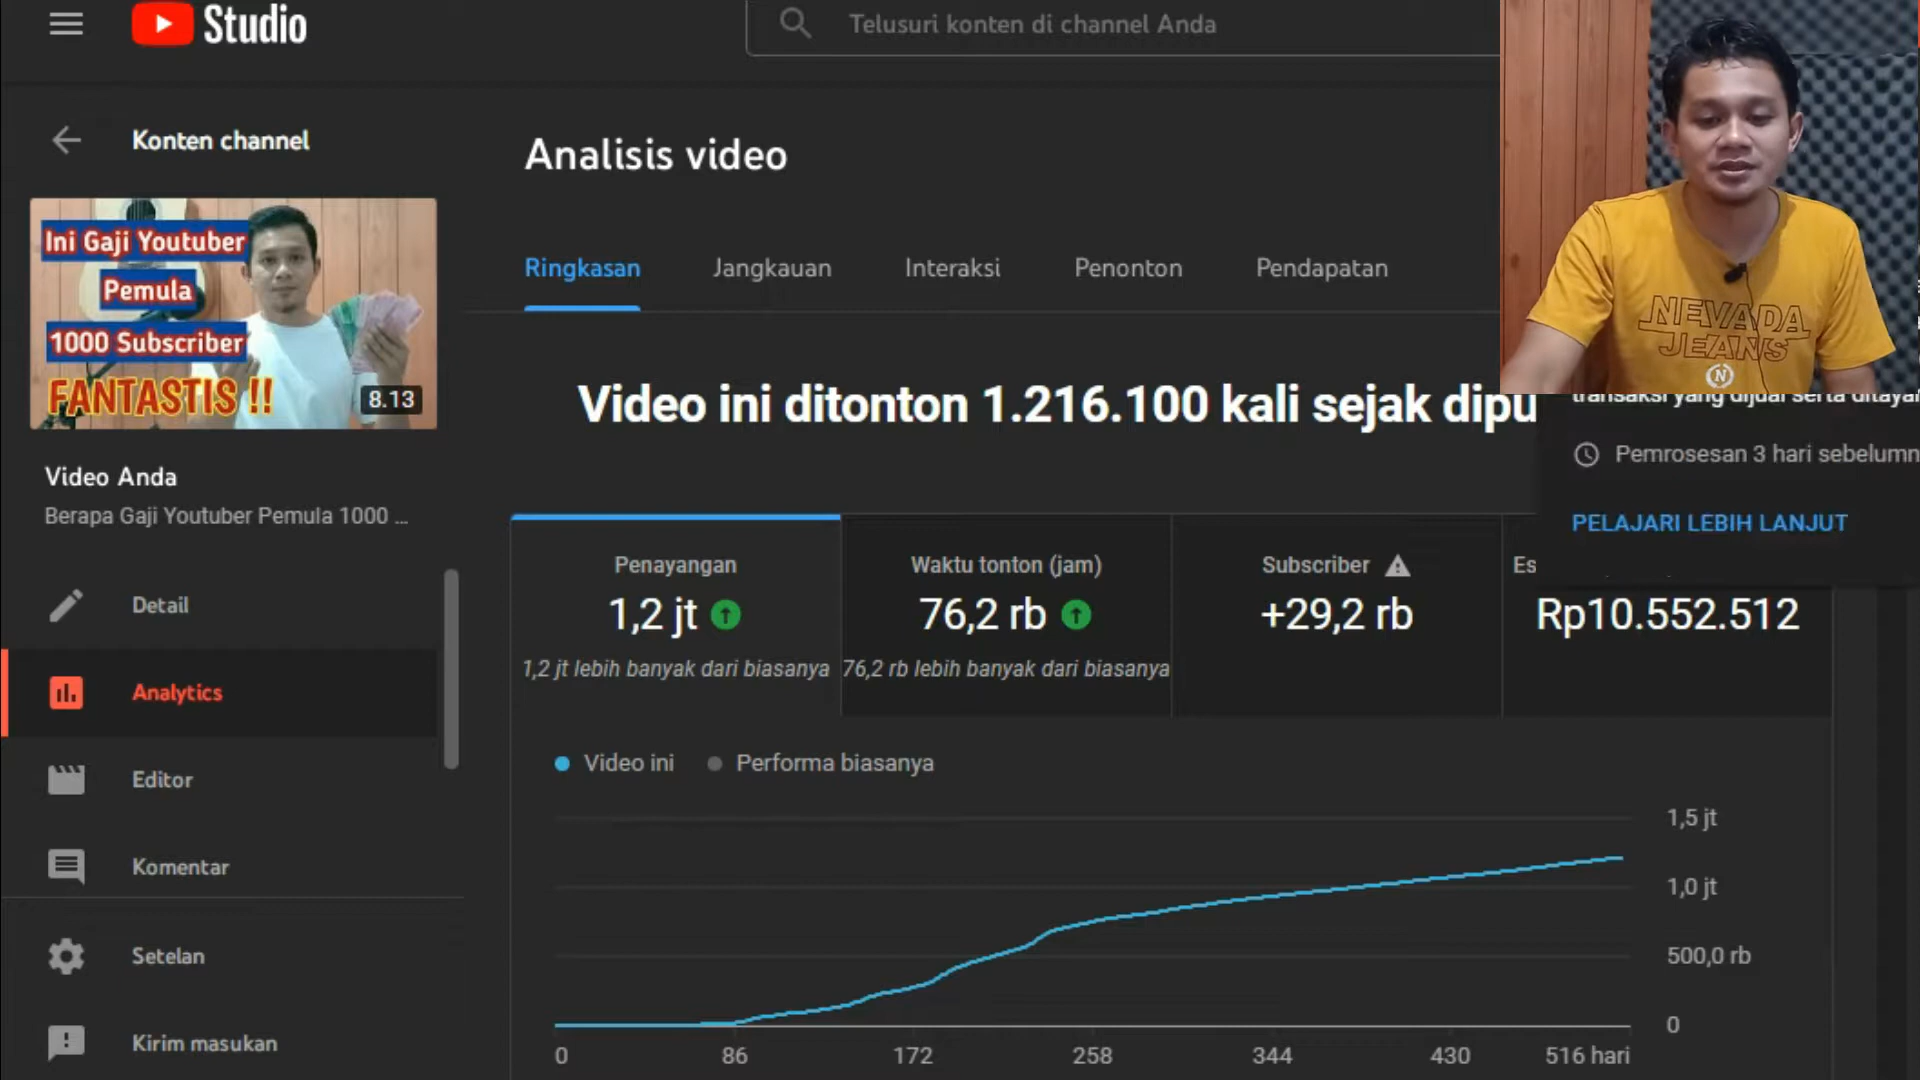 Studio
Telusuri konten di channel Anda
Konten channel
Ini Gaji Youtuber
Pemula
1000 Subscriber
FANTASTIS !!
8.13
Video Anda
Berapa Gaji Youtuber Pemula 1000 ...
Detail
Analytics
Editor
Komentar
Setelan
Kirim masukan
Analisis video
Ringkasan
Jangkauan
Interaksi
Penonton
Pendapatan
Video ini ditonton 1.216.100 kali sejak dipu
NEVADA
JEANS
N
transaksi yang dijual serta ditayan
Pemrosesan 3 hari sebelumn
PELAJARI LEBIH LANJUT
Penayangan
1,2 jt
1,2 jt lebih banyak dari biasanya
Waktu tonton (jam)
76,2 rb
76,2 rb lebih banyak dari biasanya
Subscriber
+29,2 rb
Es
Rp10.552.512
Video ini
Performa biasanya
1,5 jt
1,0 jt
500,0 rb
0
0 86 172 258 344 430 516 hari